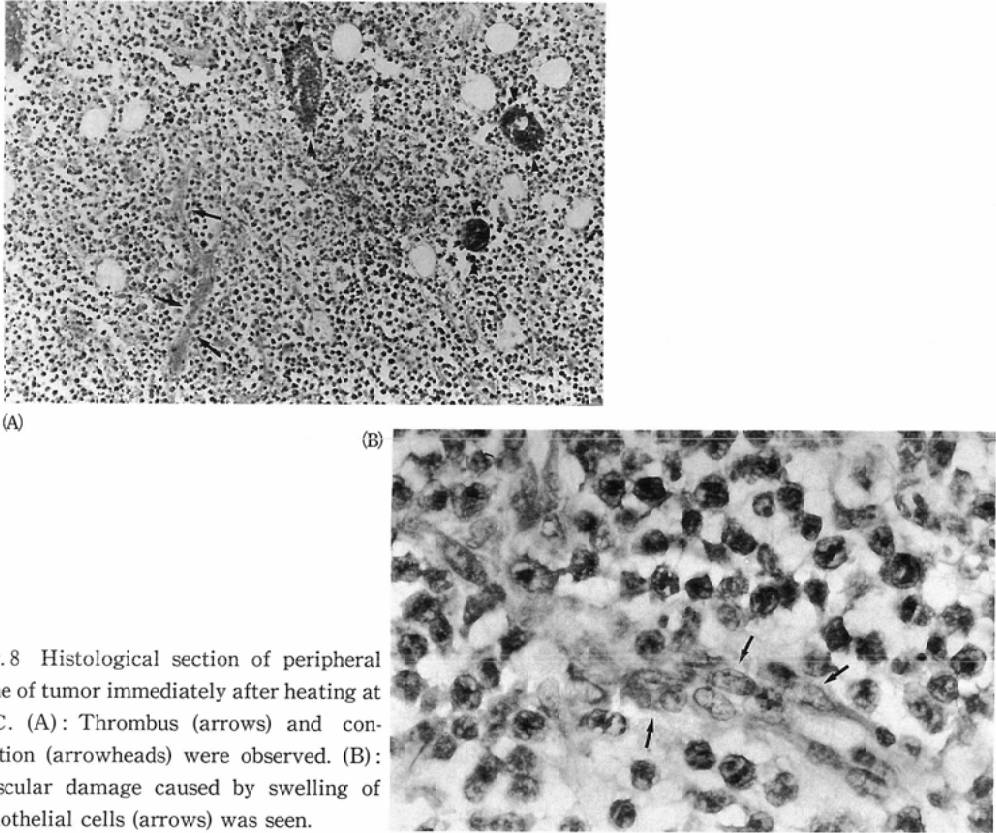 (A)
(B)
. 8 Histological section of peripheral
e of tumor immediately after heating at
C. (A): Thrombus (arrows) and con-
tion (arrowheads) were observed. (B):
scular damage caused by swelling of
othelial cells (arrows) was seen.